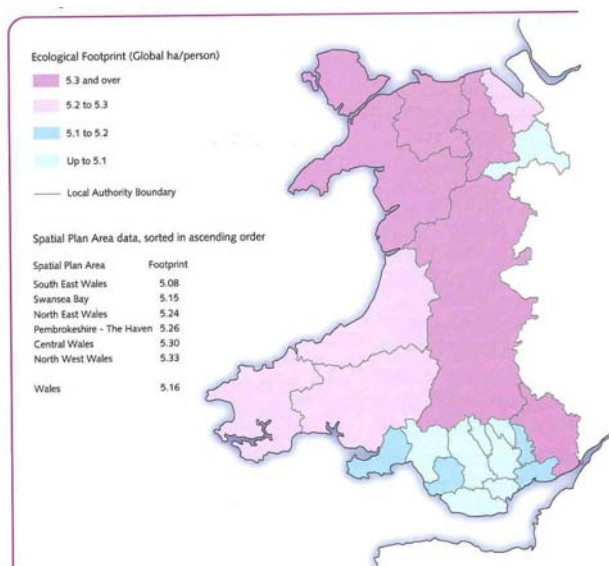 Ecological Footprint (Global ha/person)
5.3 and over
5.2 to 5.3
5.1 to 5.2
Up to 5.1
Local Authority Boundary
Spatial Plan Area data, sorted in ascending order
Spatial Plan Area Footprint
South East Wales 5.08
Swansea Bay 5.15
North East Wales 5.24
Pembrokeshire - The Haven 5.26
Central Wales 5.30
North West Wales 5.33
Wales 5.16